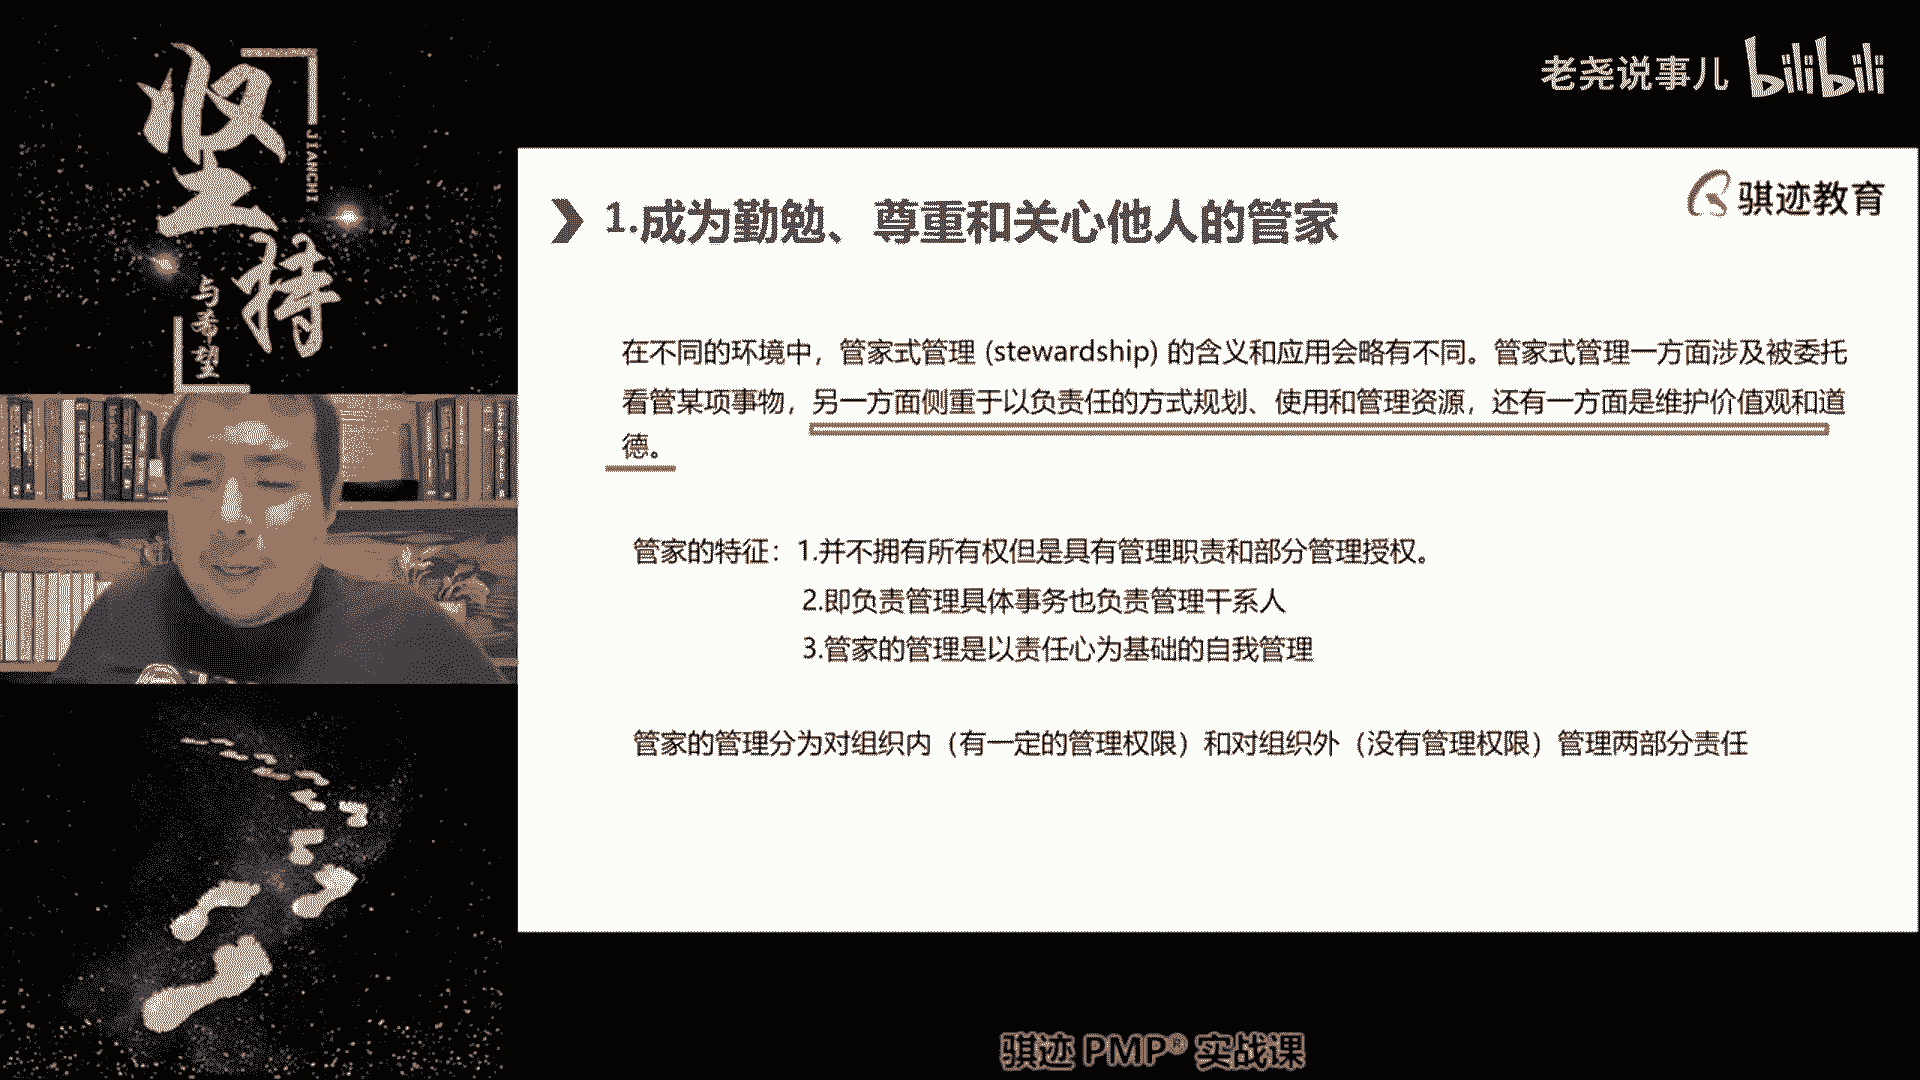 坚
JIANCHI
持
与希望
老尧说事儿 bilibili
骐迹教育
1.成为勤勉、尊重和关心他人的管家
在不同的环境中，管家式管理 (stewardship) 的含义和应用会略有不同。管家式管理一方面涉及被委托
看管某项事物，另一方面侧重于以负责任的方式规划、使用和管理资源，还有一方面是维护价值观和道
德。
管家的特征：1.并不拥有所有权但是具有管理职责和部分管理授权。
2.即负责管理具体事务也负责管理干系人
3.管家的管理是以责任心为基础的自我管理
管家的管理分为对组织内（有一定的管理权限）和对组织外（没有管理权限）管理两部分责任
骐迹 PMP® 实战课